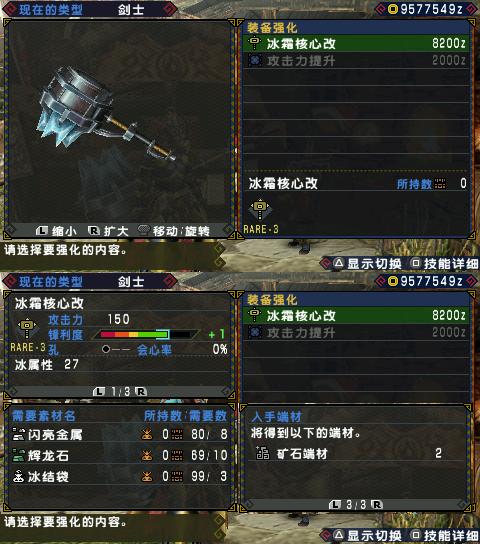 现在的类型 剑士
9577549z
装备强化
冰霜核心改 8200z
攻击力提升 2000z
冰霜核心改 所持数 0
RARE-3
L 缩小 R 扩大 移动/旋转
请选择要强化的内容。
显示切换 技能详细
现在的类型 剑士
9577549z
冰霜核心改
攻击力 150
RARE-3
锋利度 +1
孔 ●—— 会心率 0%
冰属性 27
L 1/3 R
装备强化
冰霜核心改 8200z
攻击力提升 2000z
需要素材名 所持数/需要数
闪亮金属 0 80/ 8
辉龙石 0 69/10
冰结袋 0 99/ 3
入手端材
将得到以下的端材。
矿石端材 2
L 3/3 R
请选择要强化的内容。
显示切换 技能详细